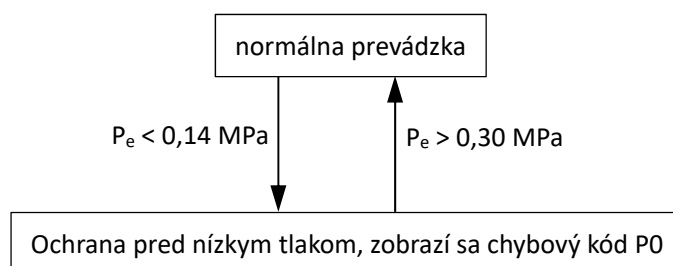 normálna prevádzka
Pe < 0,14 MPa
Pe > 0,30 MPa
Ochrana pred nízkym tlakom, zobrazí sa chybový kód P0